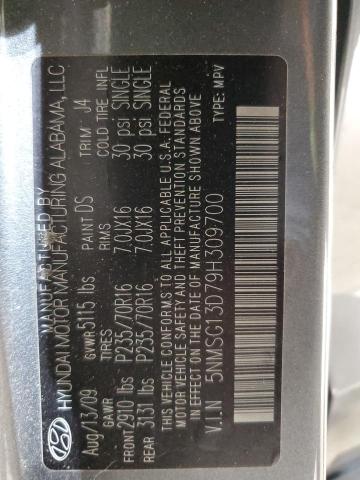 MANUFACTURED BY
HYUNDAI MOTOR MANUFACTURING ALABAMA, LLC
Aug/13/09 GVWR 5115 lbs PAINT DS TRIM J4
GAWR TIRES RIMS COLD TIRE INFL
FRONT 2910 lbs P235/70R16 7.0JX16 30 psi SINGLE
REAR 3131 lbs P235/70R16 7.0JX16 30 psi SINGLE
THIS VEHICLE CONFORMS TO ALL APPLICABLE U.S.A. FEDERAL
MOTOR VEHICLE SAFETY AND THEFT PREVENTION STANDARDS
IN EFFECT ON THE DATE OF MANUFACTURE SHOWN ABOVE
V.I.N 5NMSG13D79H309700 TYPE: MPV